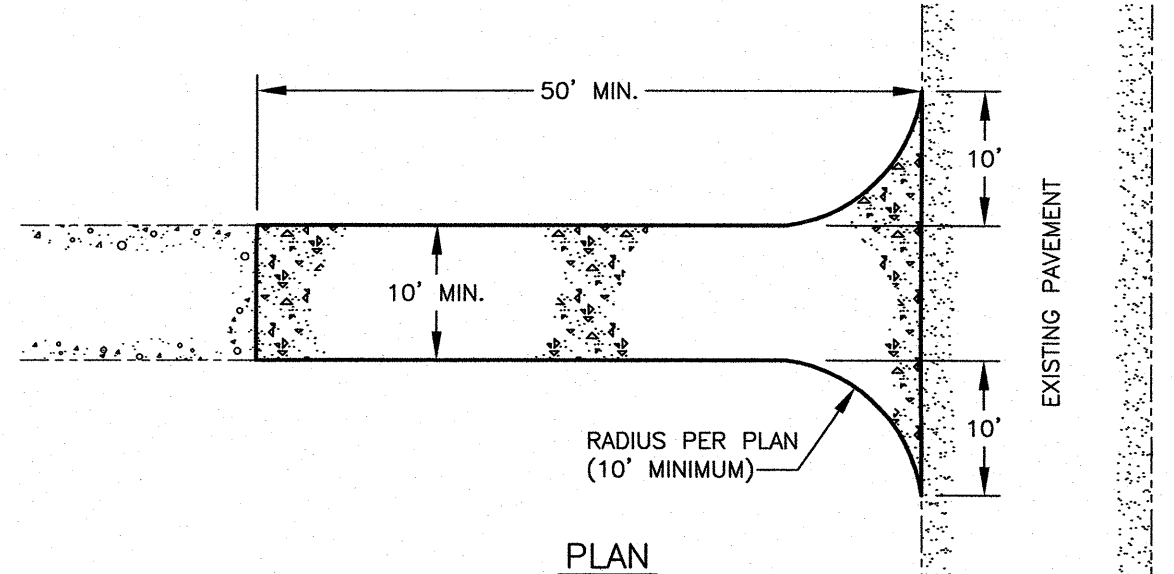 50' MIN.
10'
10' MIN.
EXISTING PAVEMENT
10'
RADIUS PER PLAN
(10' MINIMUM)
PLAN